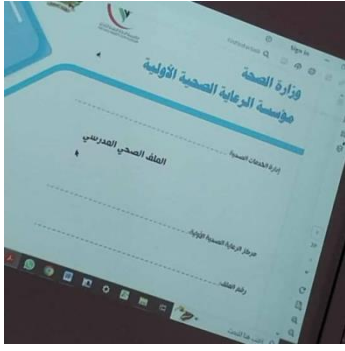 Sign in
وزارة الصحة
مؤسسة الرعاية الصحية الأولية
إدارة الخدمات الصحية
الملف الصحي المدرسي
مركز الرعاية الصحية الأولية
رقم الملف